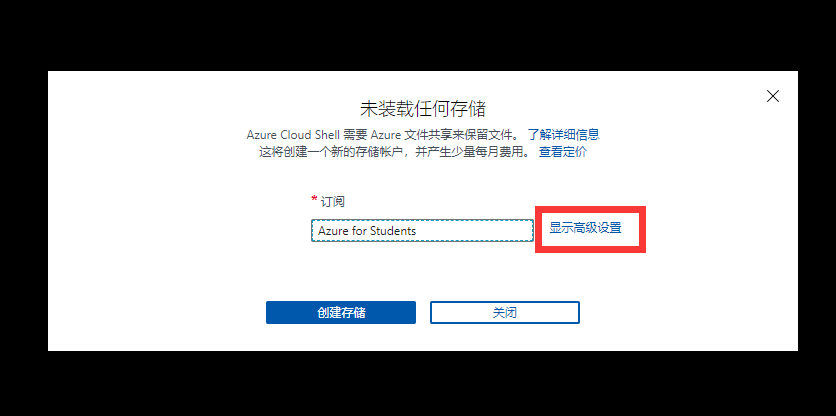 未装载任何存储
Azure Cloud Shell 需要 Azure 文件共享来保留文件。 了解详细信息
这将创建一个新的存储帐户，并产生少量每月费用。 查看定价
* 订阅
Azure for Students
显示高级设置
创建存储
关闭